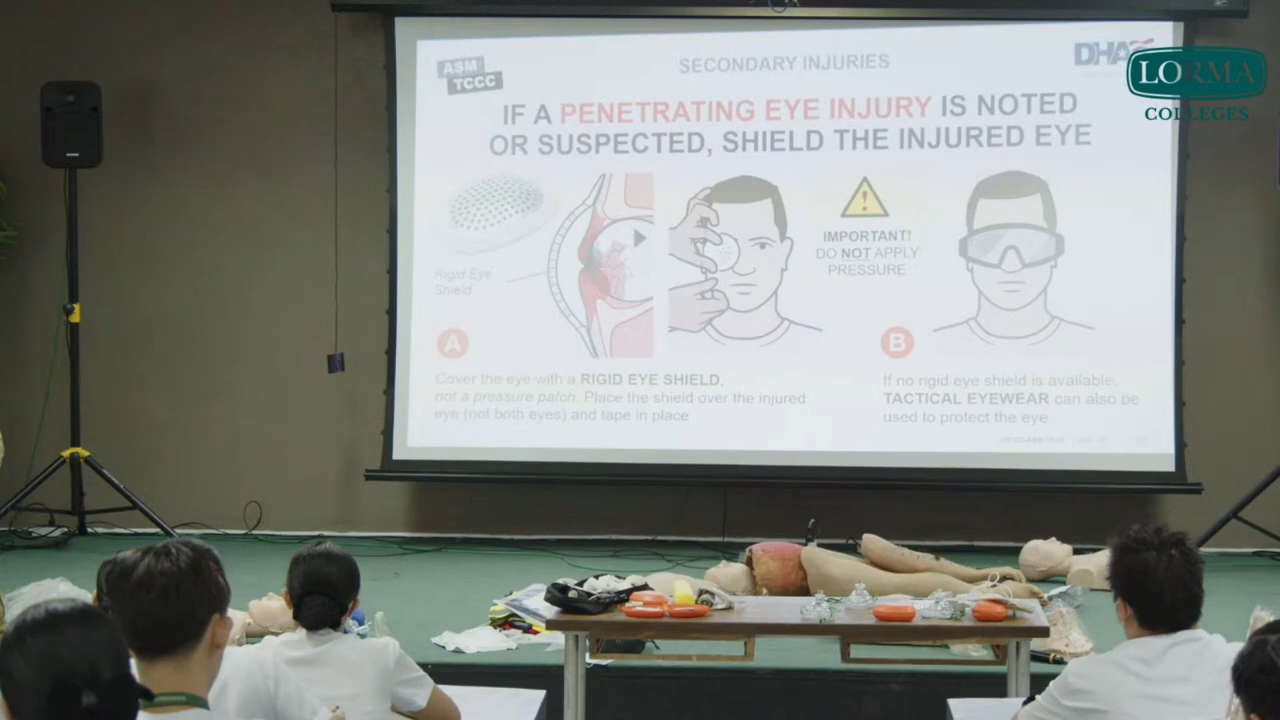 ASM
TCCC
SECONDARY INJURIES
DHA
LORMA
COLLEGES
IF A PENETRATING EYE INJURY IS NOTED
OR SUSPECTED, SHIELD THE INJURED EYE
Rigid Eye
Shield
IMPORTANT!
DO NOT APPLY
PRESSURE
A
Cover the eye with a RIGID EYE SHIELD,
not a pressure patch. Place the shield over the injured
eye (not both eyes) and tape in place
B
If no rigid eye shield is available,
TACTICAL EYEWEAR can also be
used to protect the eye